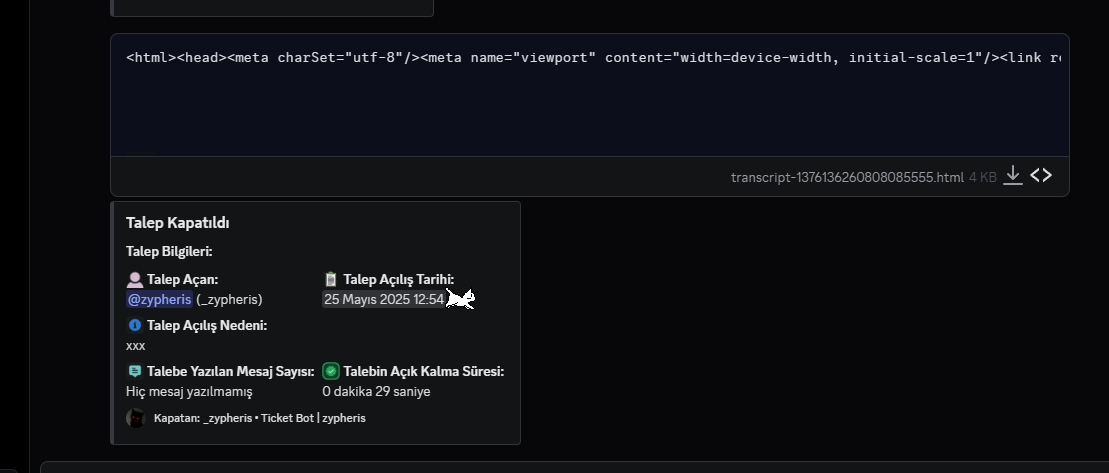 <html><head><meta charSet="utf-8"/><meta name="viewport" content="width=device-width, initial-scale=1"/><link re
transcript-1376136260808085555.html 4 KB
Talep Kapatıldı
Talep Bilgileri:
Talep Açan:
@zypheris (_zypheris)
Talep Açılış Tarihi:
25 Mayıs 2025 12:54
Talep Açılış Nedeni:
xxx
Talebe Yazılan Mesaj Sayısı:
Hiç mesaj yazılmamış
Talebin Açık Kalma Süresi:
0 dakika 29 saniye
Kapatan: _zypheris • Ticket Bot | zypheris